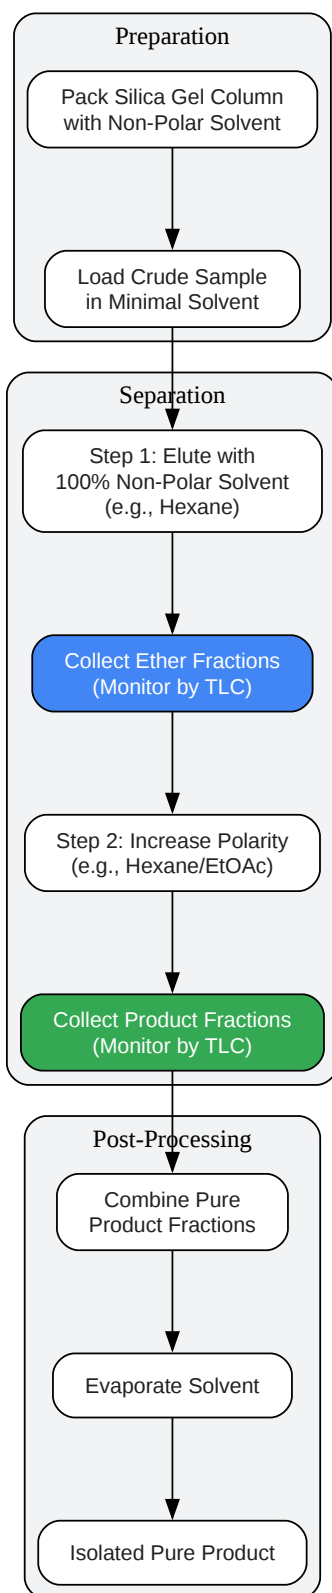 Preparation
Pack Silica Gel Column
with Non-Polar Solvent
Load Crude Sample
in Minimal Solvent
Separation
Step 1: Elute with
100% Non-Polar Solvent
(e.g., Hexane)
Collect Ether Fractions
(Monitor by TLC)
Step 2: Increase Polarity
(e.g., Hexane/EtOAc)
Collect Product Fractions
(Monitor by TLC)
Post-Processing
Combine Pure
Product Fractions
Evaporate Solvent
Isolated Pure Product